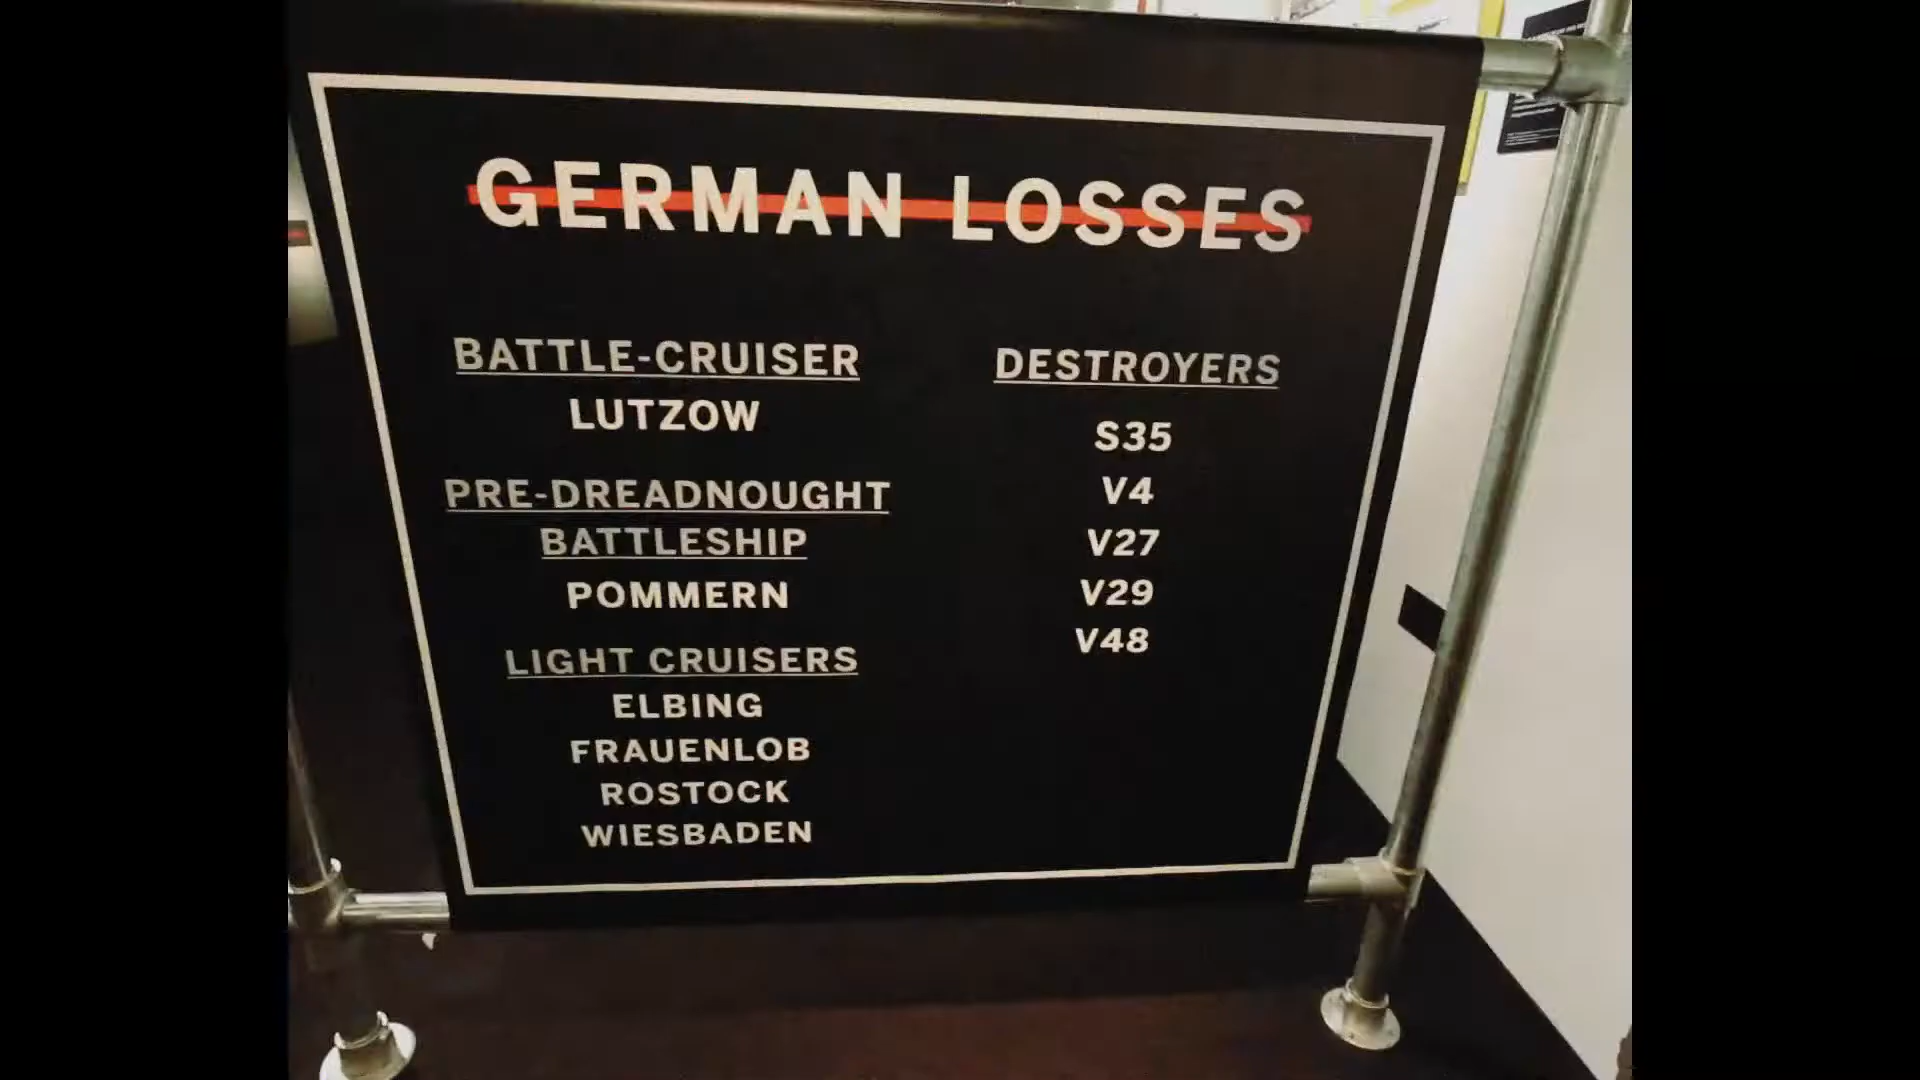 GERMAN LOSSES
BATTLE-CRUISER
LUTZOW
PRE-DREADNOUGHT
BATTLESHIP
POMMERN
LIGHT CRUISERS
ELBING
FRAUENLOB
ROSTOCK
WIESBADEN
DESTROYERS
S35
V4
V27
V29
V48